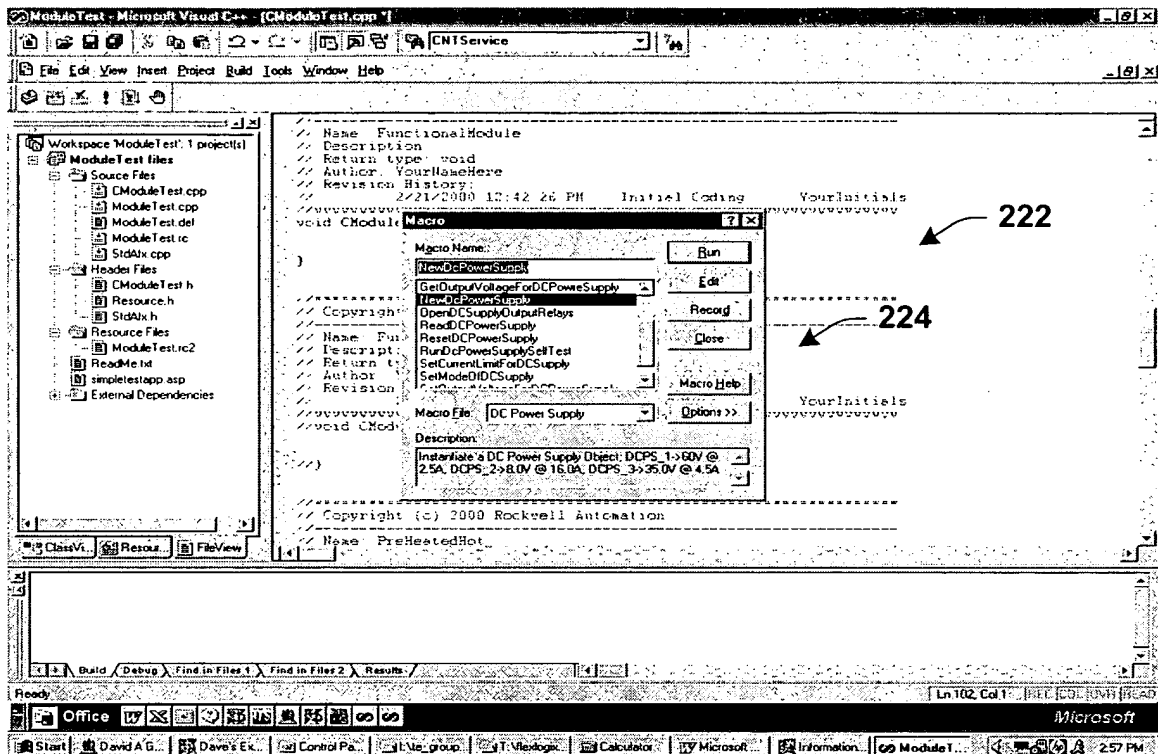 ModuleTest - Microsoft Visual C++ - [CModuleTest.cpp *]
CNTService
File Edit View Insert Project Build Tools Window Help
Workspace 'ModuleTest': 1 project(s)
ModuleTest files
Source Files
CModuleTest.cpp
ModuleTest.cpp
ModuleTest.def
ModuleTest.rc
StdAfx.cpp
Header Files
CModuleTest.h
Resource.h
StdAfx.h
Resource Files
ModuleTest.rc2
ReadMe.txt
simpletestapp.asp
External Dependencies
ClassVi... Resour... FileView
// Name FunctionalModule
// Description
// Return type: void
// Author: YourNameHere
// Revision History:
// 2/21/2000 12:42:26 PM Initial Coding YourInitials
void CModule
}
// Copyright
// Name Fun
// Descript:
// Return t
// Author
// Revision
// YourInitials
//void CMod
//}
// Copyright (c) 2000 Rockwell Automation
// Name PreHeatedHot
Macro
Macro Name:
NewDcPowerSupply
GetOutputVoltageForDCPowreSupply
NewDcPowerSupply
OpenDCSupplyOutputRelays
ReadDCPowerSupply
ResetDCPowerSupply
RunDcPowerSupplySelfTest
SetCurrentLimitForDCSupply
SetModeOfDCSupply
Macro File: DC Power Supply
Description:
Instantiate a DC Power Supply Object; DCPS_1->60V @
2.5A, DCPS_2->8.0V @ 16.0A, DCPS_3->35.0V @ 4.5A
Run
Edit
Record
Close
Macro Help
Options >>
222
224
Build Debug Find in Files 1 Find in Files 2 Results
Ready
Ln 102, Col 1 REC COL OVR READ
Office
Microsoft
Start David A G... Dave's Ex... Control Pa... I:\te_group... Calculator Microsoft... Information... ModuleT... 2:57 PM